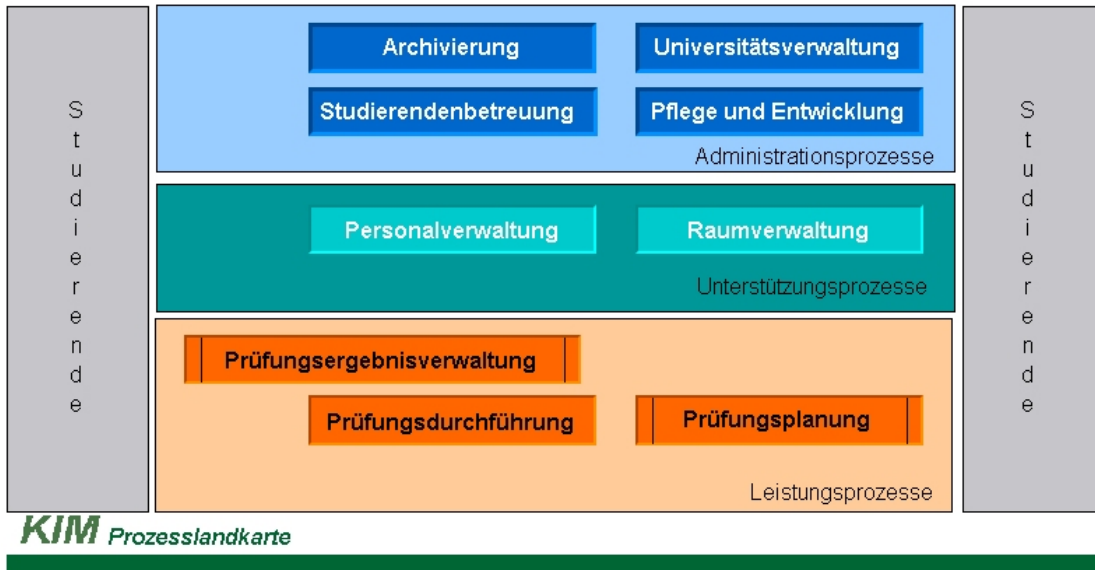 Studierende
Archivierung
Universitätsverwaltung
Studierendenbetreuung
Pflege und Entwicklung
Administrationsprozesse
Personalverwaltung
Raumverwaltung
Unterstützungsprozesse
Prüfungsergebnisverwaltung
Prüfungsdurchführung
Prüfungsplanung
Leistungsprozesse
Studierende
KIM Prozesslandkarte